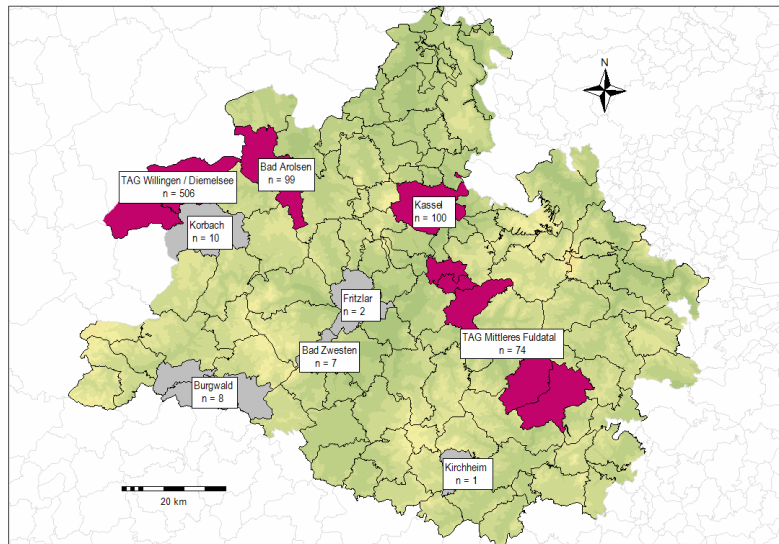 N
TAG Willingen / Diemelsee
n = 506
Bad Arolsen
n = 99
Kassel
n = 100
Korbach
n = 10
Fritzlar
n = 2
Bad Zwesten
n = 7
TAG Mittleres Fuldatal
n = 74
Burgwald
n = 8
Kirchheim
n = 1
20 km